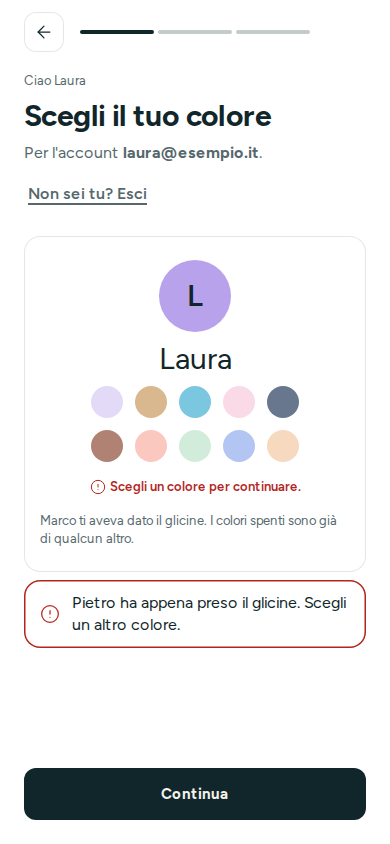 Ciao Laura
Scegli il tuo colore
Per l'account laura@esempio.it.
Non sei tu? Esci
L
Laura
Scegli un colore per continuare.
Marco ti aveva dato il glicine. I colori spenti sono già
di qualcun altro.
Pietro ha appena preso il glicine. Scegli
un altro colore.
Continua